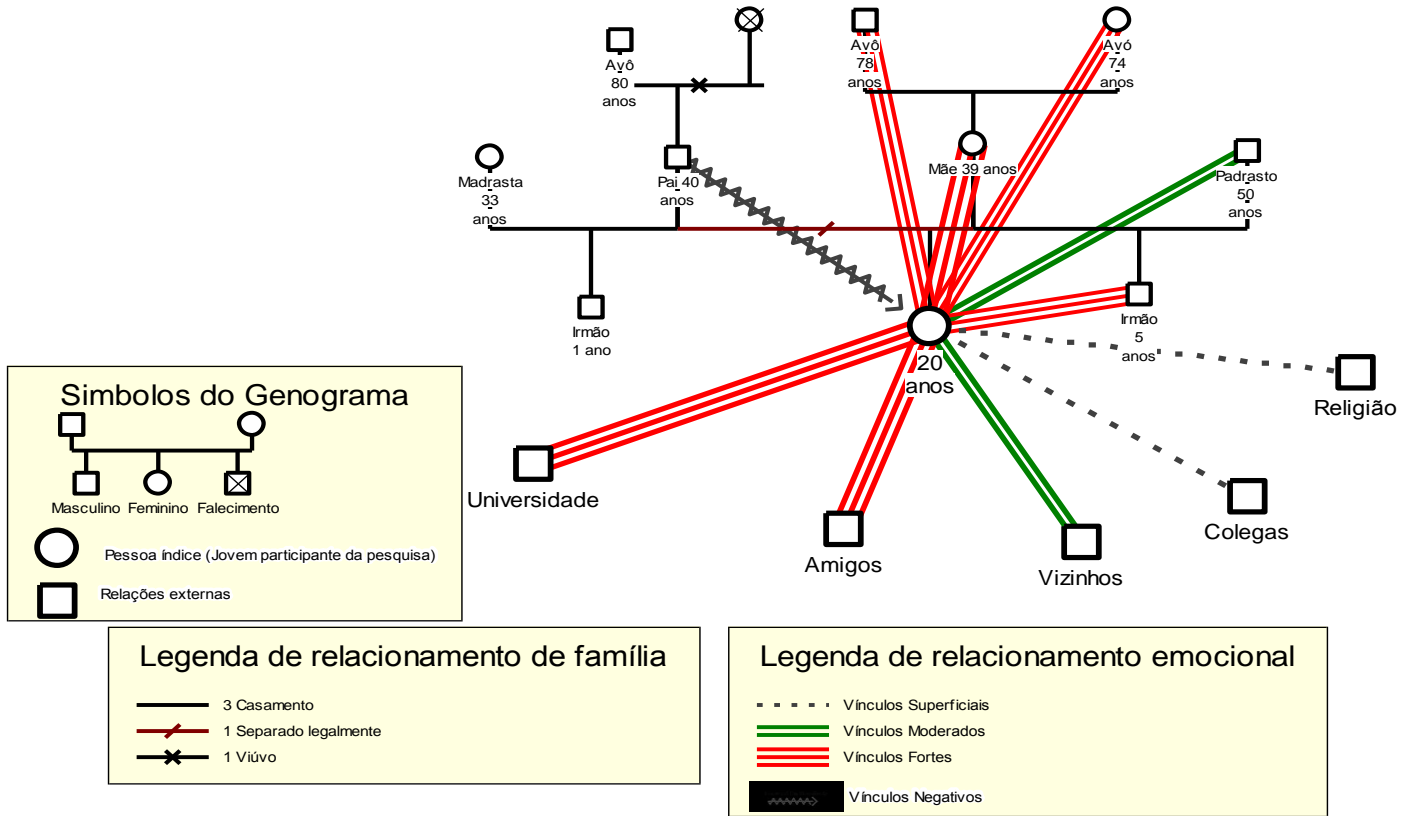 Avô
80
anos
Avô
78
anos
Avó
74
anos
Madrasta
33
anos
Pai 40
anos
Mãe 39 anos
Padrasto
50
anos
Irmão
1 ano
Irmão
5
anos
20
anos
Religião
Colegas
Vizinhos
Amigos
Universidade
Simbolos do Genograma
Masculino Feminino Falecimento
Pessoa índice (Jovem participante da pesquisa)
Relações externas
Legenda de relacionamento de família
3 Casamento
1 Separado legalmente
1 Viúvo
Legenda de relacionamento emocional
Vínculos Superficiais
Vínculos Moderados
Vínculos Fortes
Vínculos Negativos